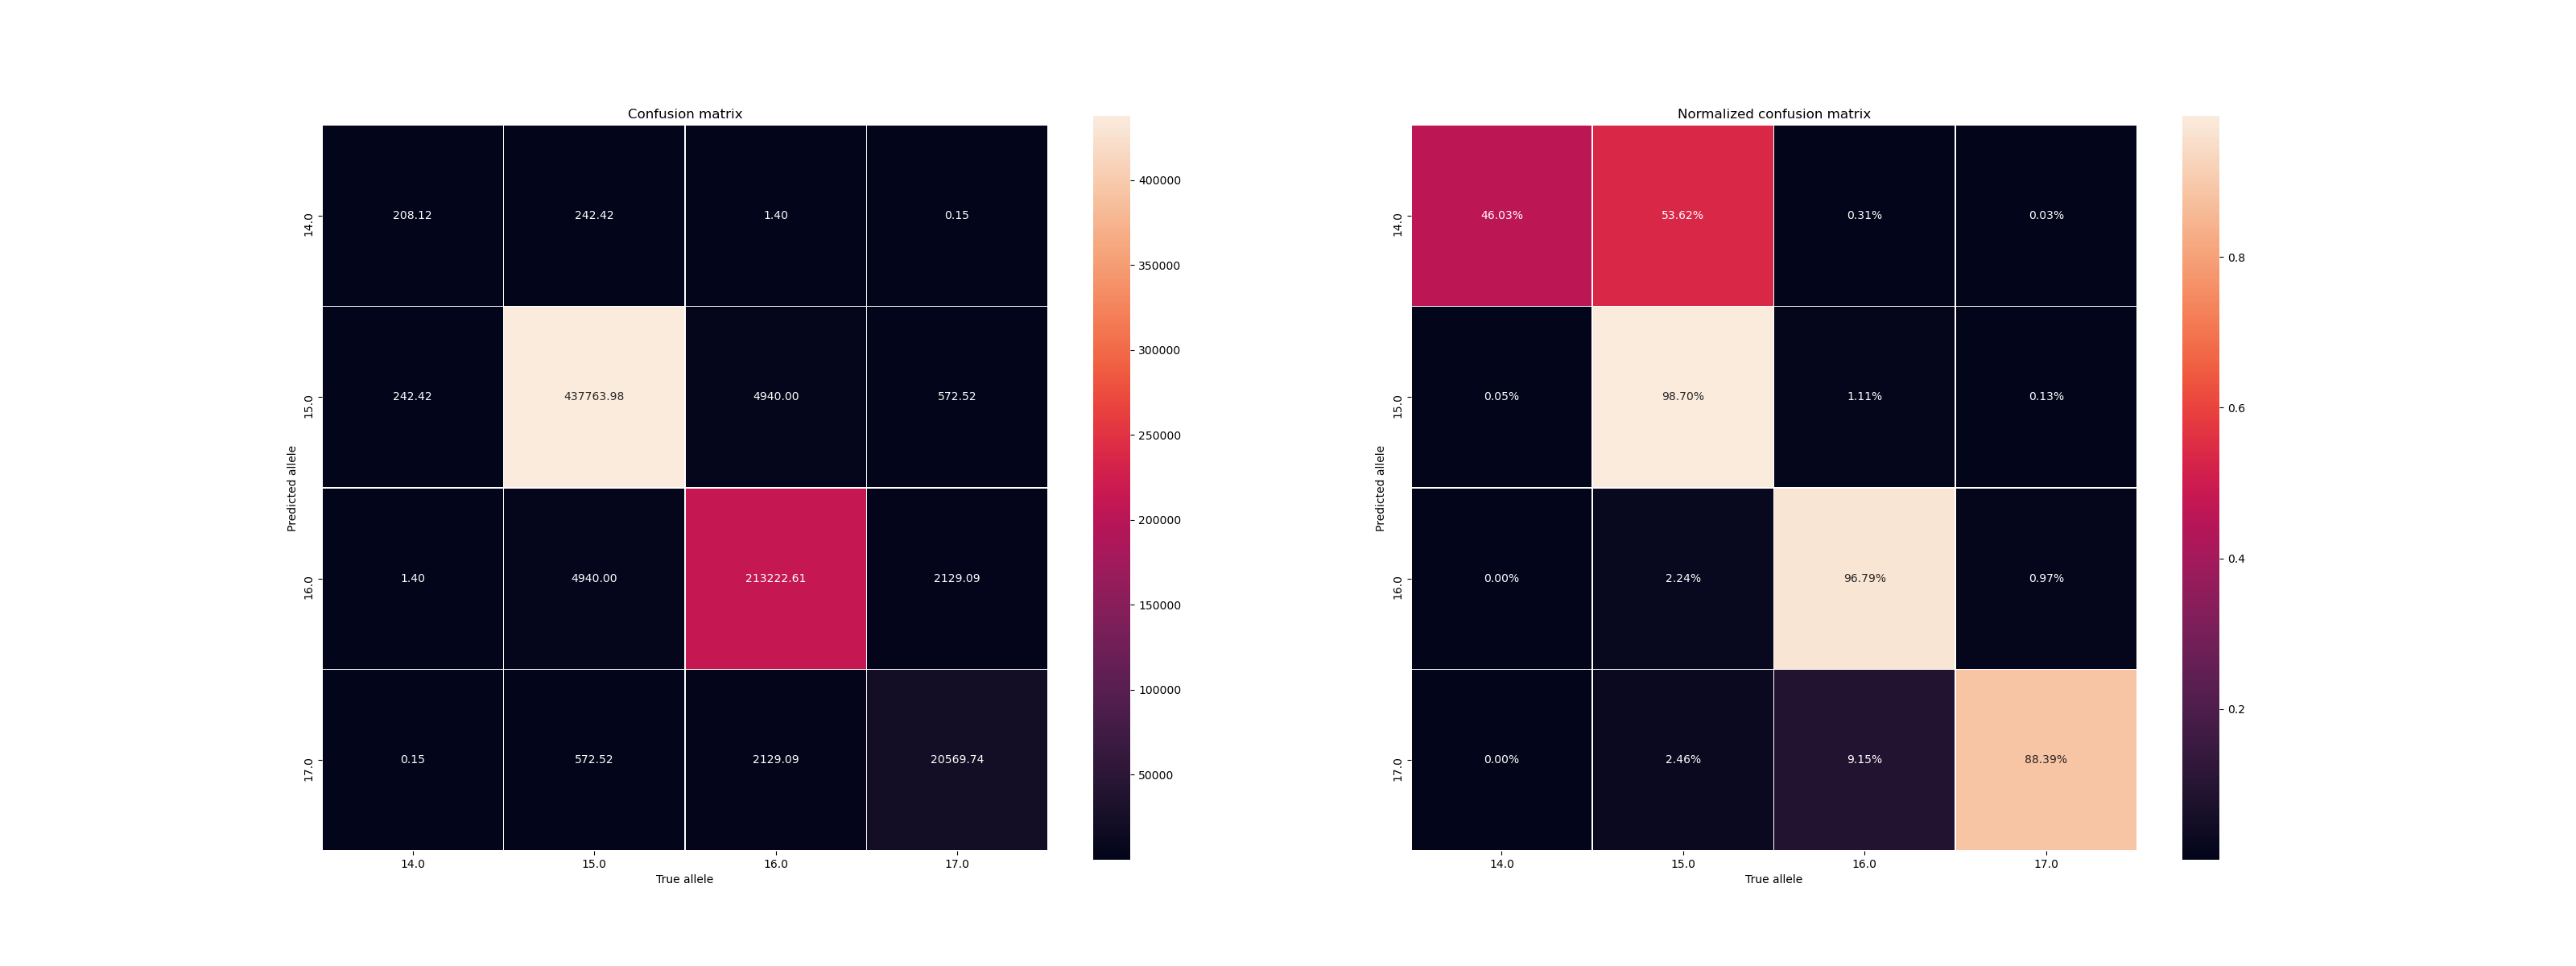 Confusion matrix
14.0 208.12 242.42 1.40 0.15
15.0 242.42 437763.98 4940.00 572.52
16.0 1.40 4940.00 213222.61 2129.09
17.0 0.15 572.52 2129.09 20569.74
14.0 15.0 16.0 17.0
True allele
Predicted allele
400000
350000
300000
250000
200000
150000
100000
50000
Normalized confusion matrix
14.0 46.03% 53.62% 0.31% 0.03%
15.0 0.05% 98.70% 1.11% 0.13%
16.0 0.00% 2.24% 96.79% 0.97%
17.0 0.00% 2.46% 9.15% 88.39%
14.0 15.0 16.0 17.0
True allele
Predicted allele
0.8
0.6
0.4
0.2